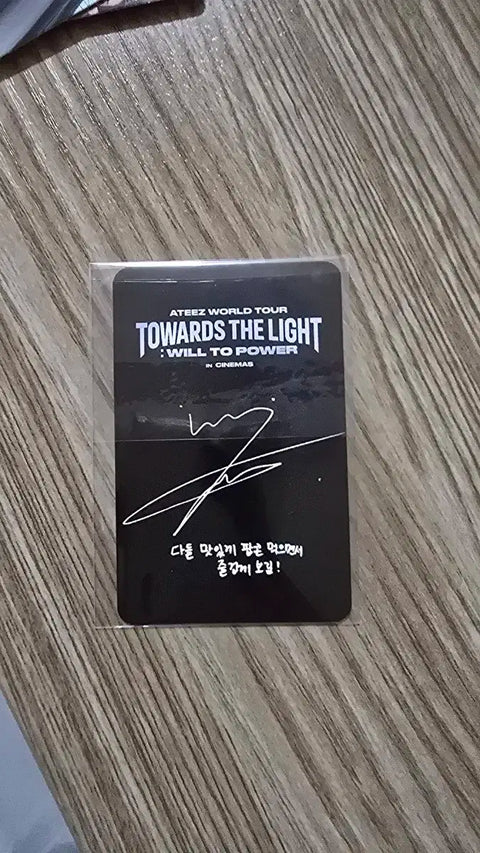 ATEEZ WORLD TOUR
TOWARDS THE LIGHT
: WILL TO POWER
IN CINEMAS
다들 맛있게 팝콘 먹으면서
즐겁게 보길!